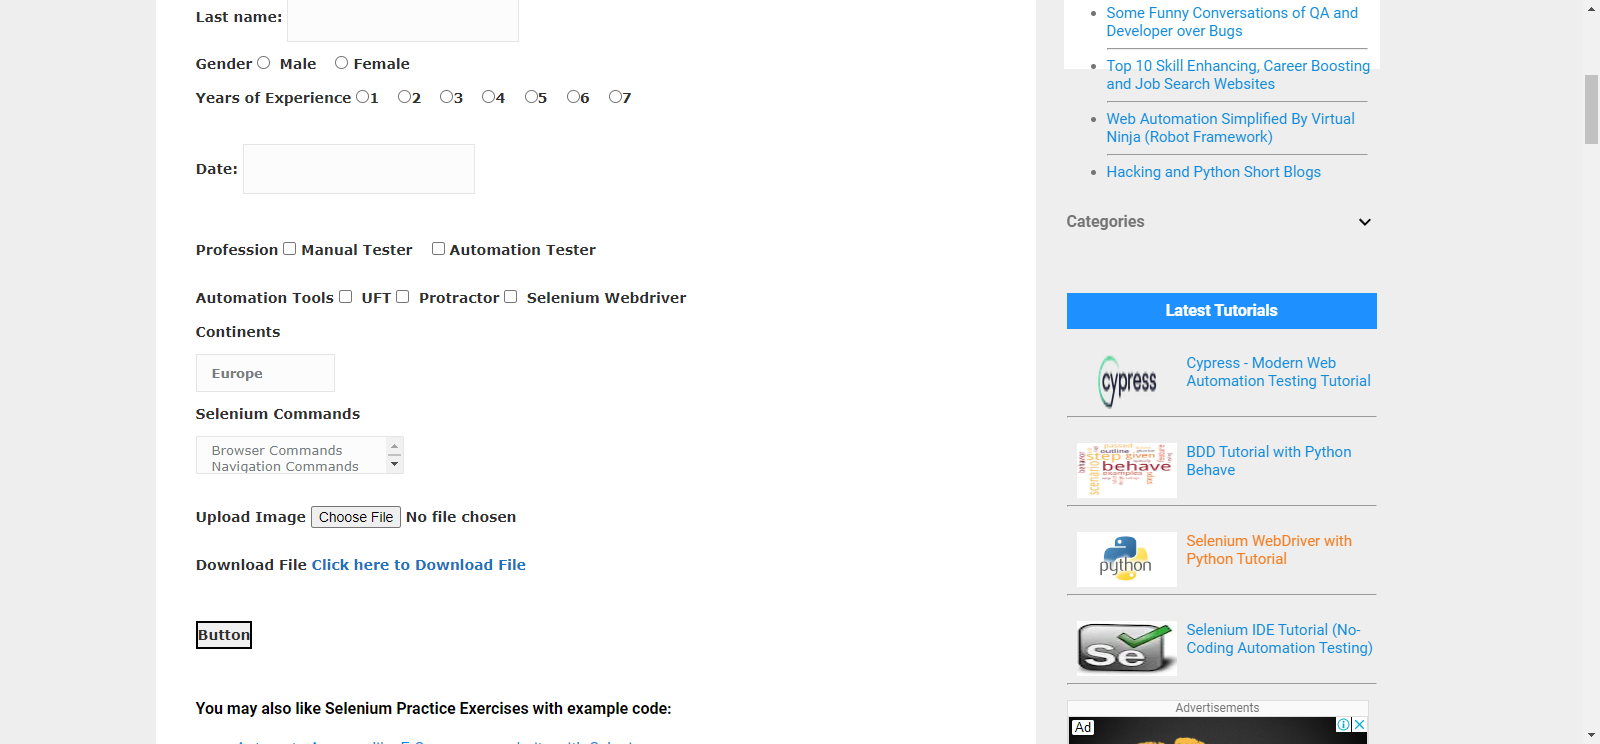 Last name:
Gender Male Female
Years of Experience 1 2 3 4 5 6 7
Date:
Profession Manual Tester Automation Tester
Automation Tools UFT Protractor Selenium Webdriver
Continents
Europe
Selenium Commands
Browser Commands
Navigation Commands
Upload Image Choose File No file chosen
Download File Click here to Download File
Button
You may also like Selenium Practice Exercises with example code:
Some Funny Conversations of QA and
Developer over Bugs
Top 10 Skill Enhancing, Career Boosting
and Job Search Websites
Web Automation Simplified By Virtual
Ninja (Robot Framework)
Hacking and Python Short Blogs
Categories
Latest Tutorials
cypress
Cypress - Modern Web
Automation Testing Tutorial
outline
step given
behave
examples
scenario
BDD Tutorial with Python
Behave
python
Selenium WebDriver with
Python Tutorial
Se
Selenium IDE Tutorial (No-
Coding Automation Testing)
Advertisements
Ad